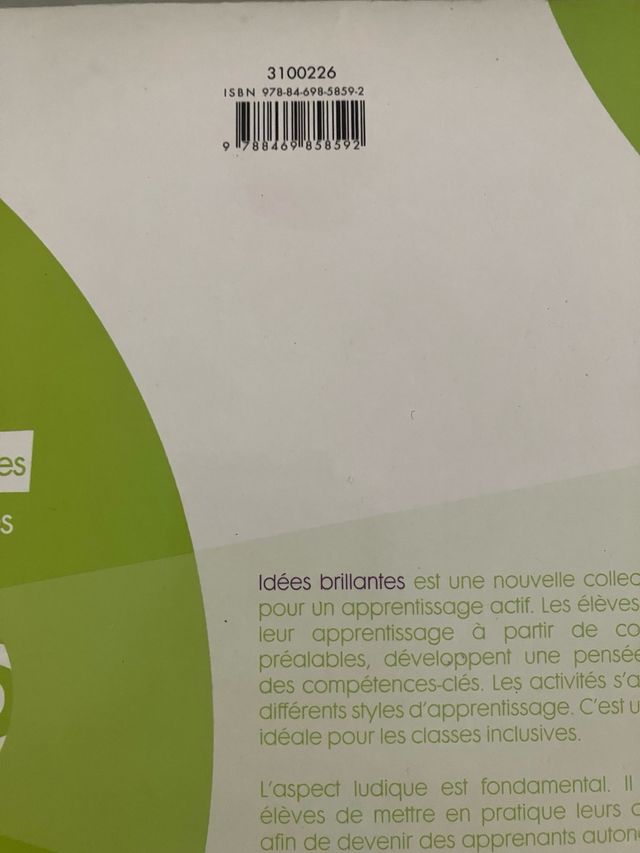 3100226
ISBN 978-84-698-5859-2
9 788469 858592
es
s
Idées brillantes est une nouvelle collec
pour un apprentissage actif. Les élèves
leur apprentissage à partir de co
préalables, développent une pensée
des compétences-clés. Les activités s'a
différents styles d'apprentissage. C'est u
idéale pour les classes inclusives.
L'aspect ludique est fondamental. Il
élèves de mettre en pratique leurs c
afin de devenir des apprenants auton